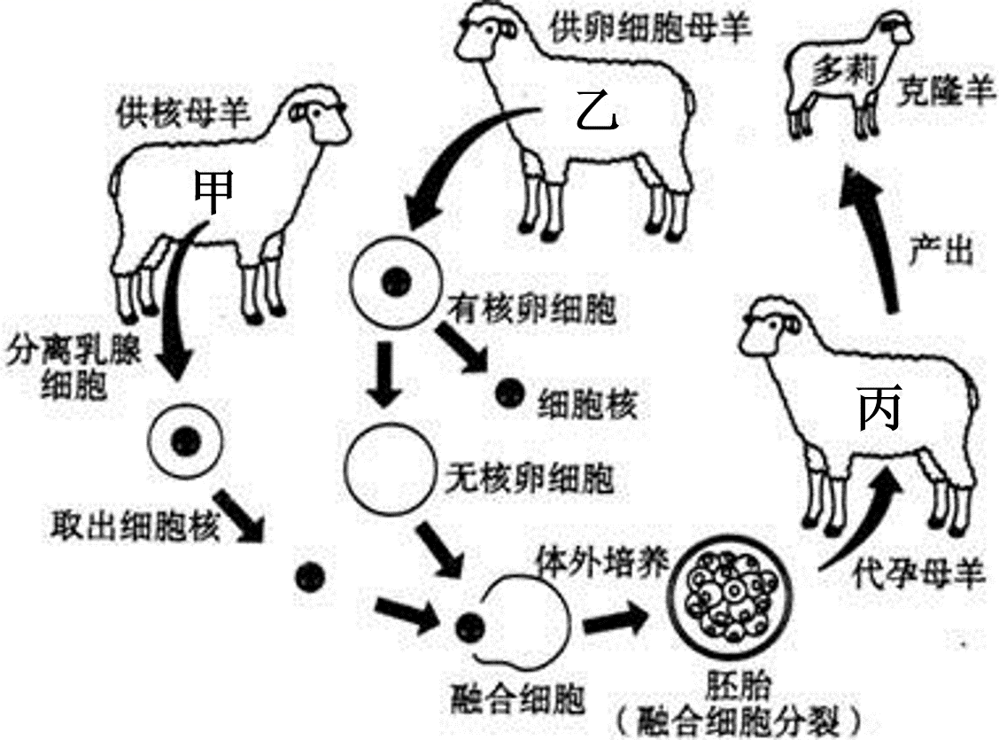 供卵细胞母羊
乙
多莉
克隆羊
供核母羊
甲
产出
有核卵细胞
分离乳腺
细胞
细胞核
丙
无核卵细胞
取出细胞核
体外培养
代孕母羊
融合细胞
胚胎
（融合细胞分裂）